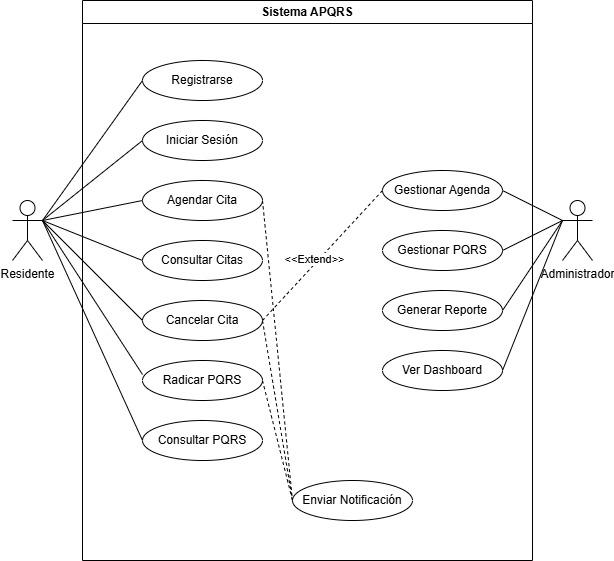 Sistema APQRS
Registrarse
Iniciar Sesión
Agendar Cita
Gestionar Agenda
Consultar Citas
<<Extend>>
Gestionar PQRS
Residente
Administrador
Cancelar Cita
Generar Reporte
Radicar PQRS
Ver Dashboard
Consultar PQRS
Enviar Notificación